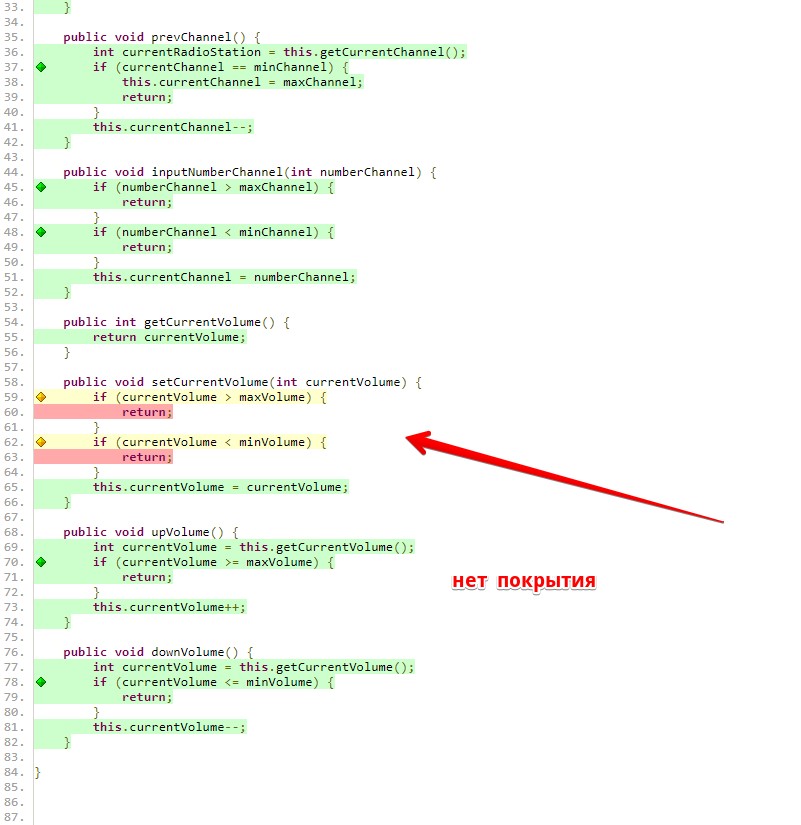 33.     }
34.
35.     public void prevChannel() {
36.         int currentRadioStation = this.getCurrentChannel();
37.         if (currentChannel == minChannel) {
38.             this.currentChannel = maxChannel;
39.             return;
40.         }
41.         this.currentChannel--;
42.     }
43.
44.     public void inputNumberChannel(int numberChannel) {
45.         if (numberChannel > maxChannel) {
46.             return;
47.         }
48.         if (numberChannel < minChannel) {
49.             return;
50.         }
51.         this.currentChannel = numberChannel;
52.     }
53.
54.     public int getCurrentVolume() {
55.         return currentVolume;
56.     }
57.
58.     public void setCurrentVolume(int currentVolume) {
59.         if (currentVolume > maxVolume) {
60.             return;
61.         }
62.         if (currentVolume < minVolume) {
63.             return;
64.         }
65.         this.currentVolume = currentVolume;
66.     }
67.
68.     public void upVolume() {
69.         int currentVolume = this.getCurrentVolume();
70.         if (currentVolume >= maxVolume) {
71.             return;
нет покрытия
72.         }
73.         this.currentVolume++;
74.     }
75.
76.     public void downVolume() {
77.         int currentVolume = this.getCurrentVolume();
78.         if (currentVolume <= minVolume) {
79.             return;
80.         }
81.         this.currentVolume--;
82.     }
83.
84. }
85.
86.
87.